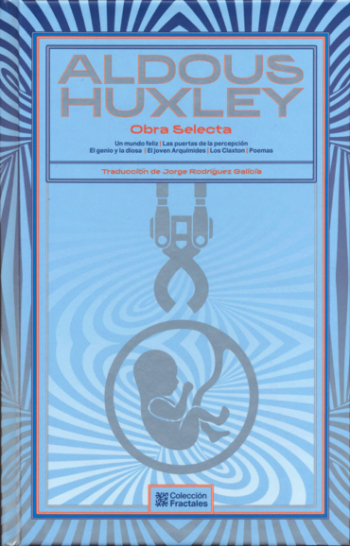 ALDOUS
HUXLEY
Obra Selecta
Un mundo feliz | Las puertas de la percepción
El genio y la diosa | El joven Arquímides | Los Claxton | Poemas
Traducción de Jorge Rodríguez Galicia
Colección
Fractales